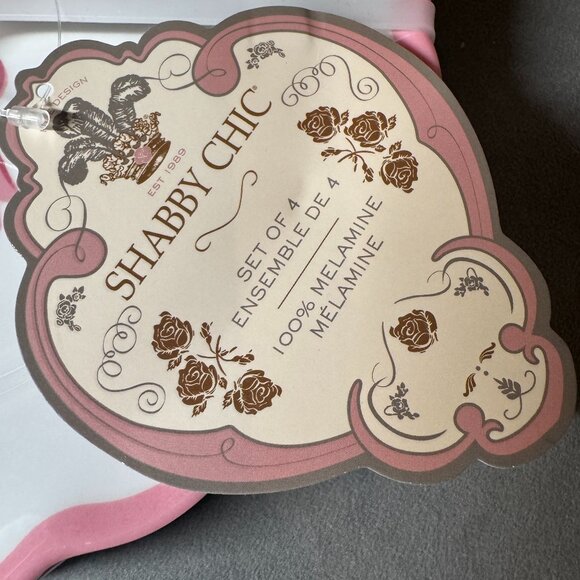 DESIGN
EST 1989
SHABBY CHIC®
SET OF 4
ENSEMBLE DE 4
100% MELAMINE
MÉLAMINE